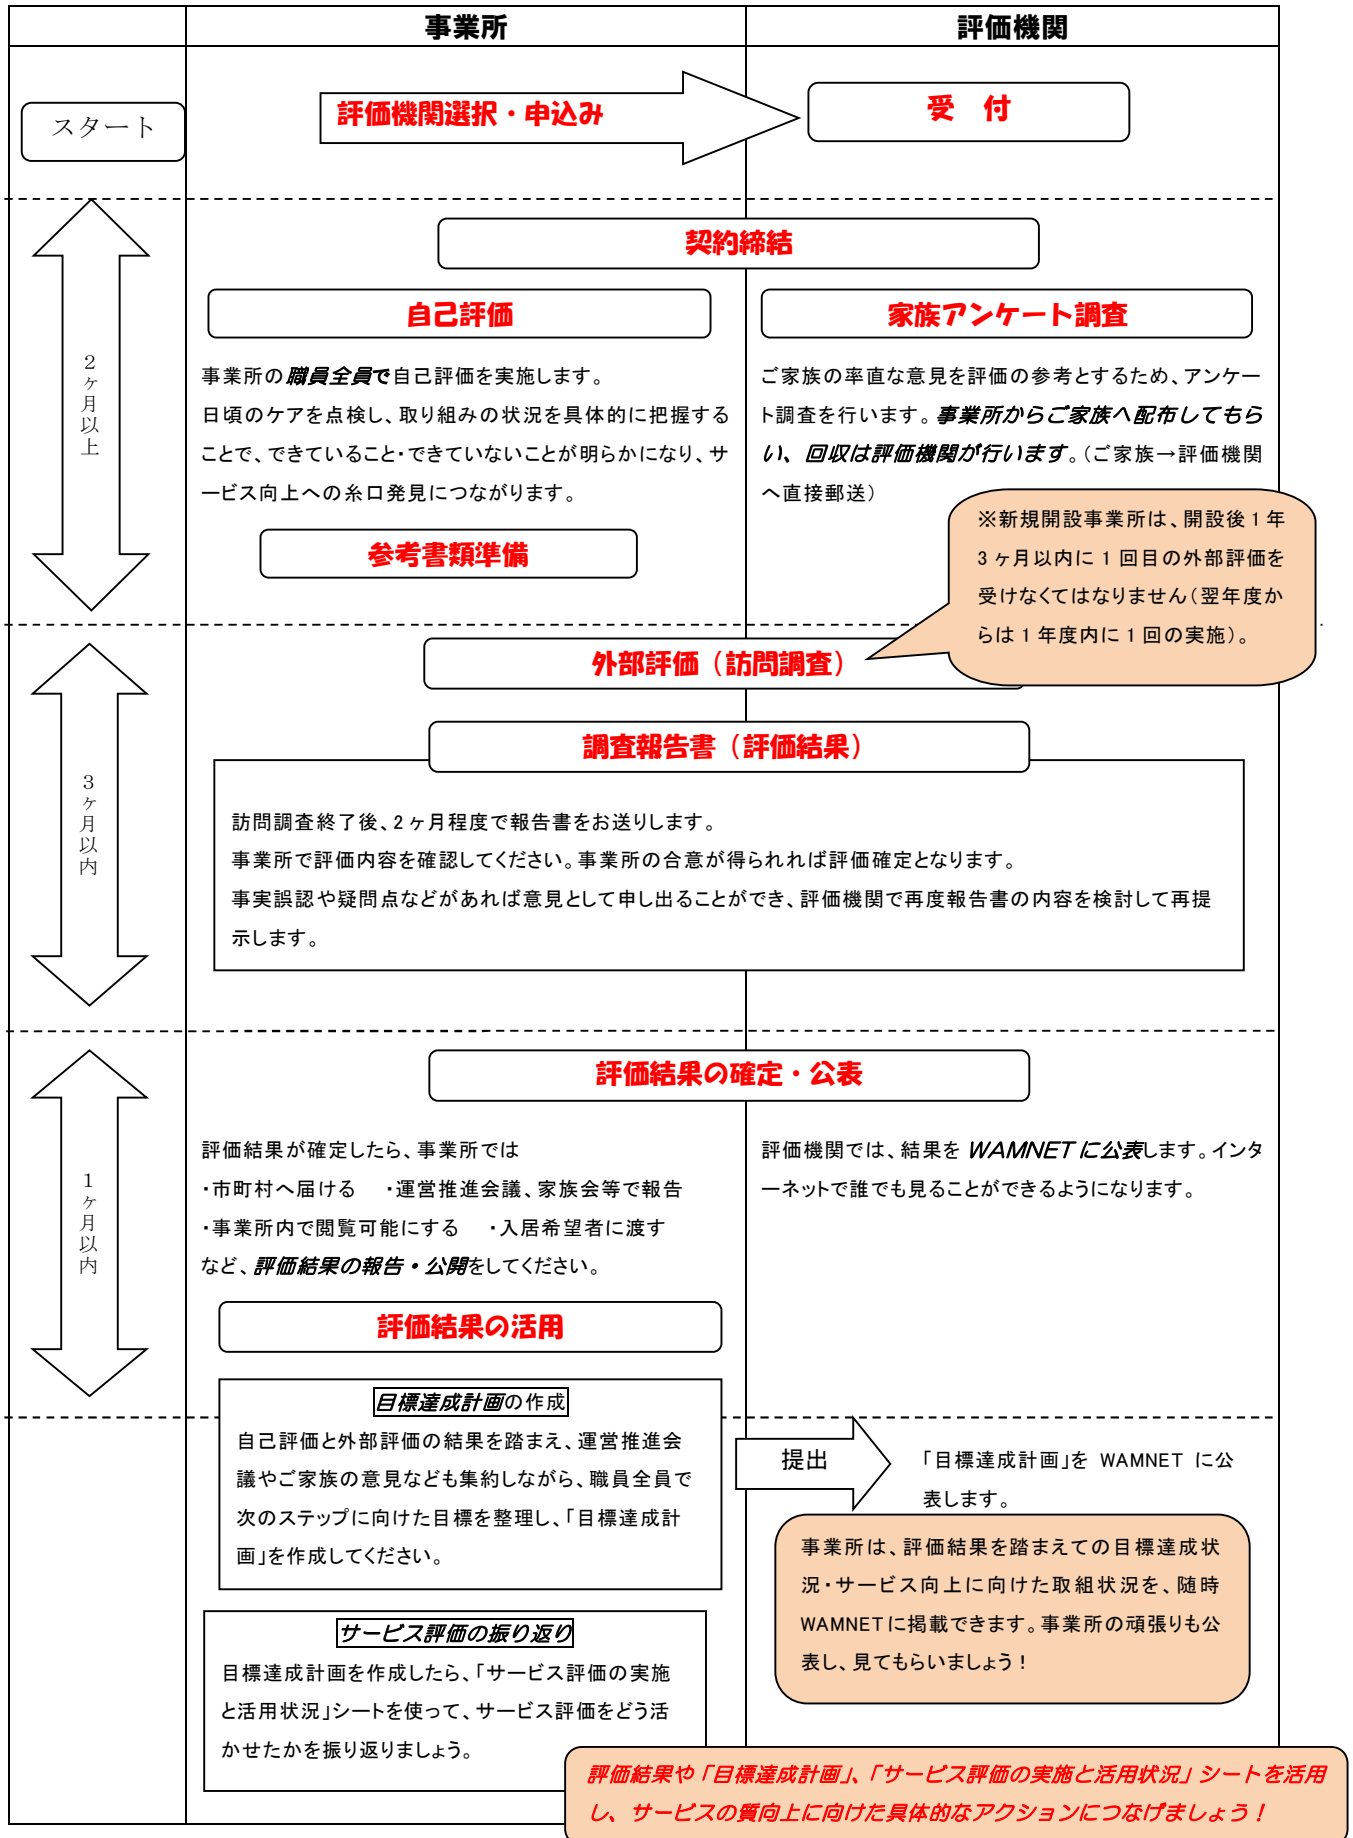 事業所
評価機関
スタート
評価機関選択・申込み
受　付
2ヶ月以上
契約締結
自己評価
事業所の職員全員で自己評価を実施します。
日頃のケアを点検し、取り組みの状況を具体的に把握する
ことで、できていること・できていないことが明らかになり、サ
ービス向上への糸口発見につながります。
参考書類準備
家族アンケート調査
ご家族の率直な意見を評価の参考とするため、アンケー
ト調査を行います。事業所からご家族へ配布してもら
い、回収は評価機関が行います。（ご家族→評価機関
へ直接郵送）
※新規開設事業所は、開設後1年
3ヶ月以内に1回目の外部評価を
受けなくてはなりません（翌年度か
らは1年度内に1回の実施）。
3ヶ月以内
外部評価（訪問調査）
調査報告書（評価結果）
訪問調査終了後、2ヶ月程度で報告書をお送りします。
事業所で評価内容を確認してください。事業所の合意が得られれば評価確定となります。
事実誤認や疑問点などがあれば意見として申し出ることができ、評価機関で再度報告書の内容を検討して再提
示します。
1ヶ月以内
評価結果の確定・公表
評価結果が確定したら、事業所では
・市町村へ届ける　・運営推進会議、家族会等で報告
・事業所内で閲覧可能にする　・入居希望者に渡す
など、評価結果の報告・公開をしてください。
評価機関では、結果をWAMNETに公表します。インタ
ーネットで誰でも見ることができるようになります。
評価結果の活用
目標達成計画の作成
自己評価と外部評価の結果を踏まえ、運営推進会
議やご家族の意見なども集約しながら、職員全員で
次のステップに向けた目標を整理し、「目標達成計
画」を作成してください。
提出
「目標達成計画」を WAMNET に公
表します。
事業所は、評価結果を踏まえての目標達成状
況・サービス向上に向けた取組状況を、随時
WAMNETに掲載できます。事業所の頑張りも公
表し、見てもらいましょう！
サービス評価の振り返り
目標達成計画を作成したら、「サービス評価の実施
と活用状況」シートを使って、サービス評価をどう活
かせたかを振り返りましょう。
評価結果や「目標達成計画」、「サービス評価の実施と活用状況」シートを活用
し、サービスの質向上に向けた具体的なアクションにつなげましょう！